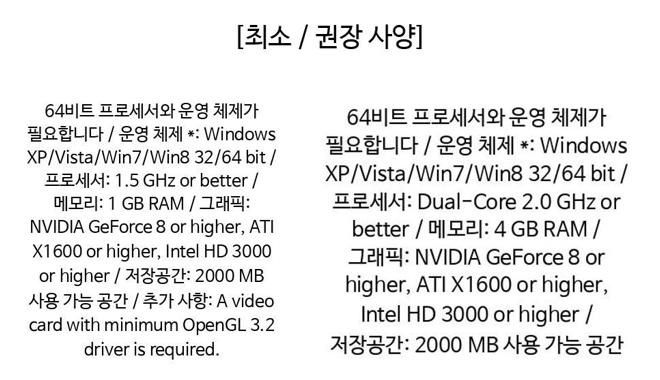 [최소 / 권장 사양]
64비트 프로세서와 운영 체제가
필요합니다 / 운영 체제 *: Windows
XP/Vista/Win7/Win8 32/64 bit /
프로세서: 1.5 GHz or better /
메모리: 1 GB RAM / 그래픽:
NVIDIA GeForce 8 or higher, ATI
X1600 or higher, Intel HD 3000
or higher / 저장공간: 2000 MB
사용 가능 공간 / 추가 사항: A video
card with minimum OpenGL 3.2
driver is required.
64비트 프로세서와 운영 체제가
필요합니다 / 운영 체제 *: Windows
XP/Vista/Win7/Win8 32/64 bit /
프로세서: Dual-Core 2.0 GHz or
better / 메모리: 4 GB RAM /
그래픽: NVIDIA GeForce 8 or
higher, ATI X1600 or higher,
Intel HD 3000 or higher /
저장공간: 2000 MB 사용 가능 공간